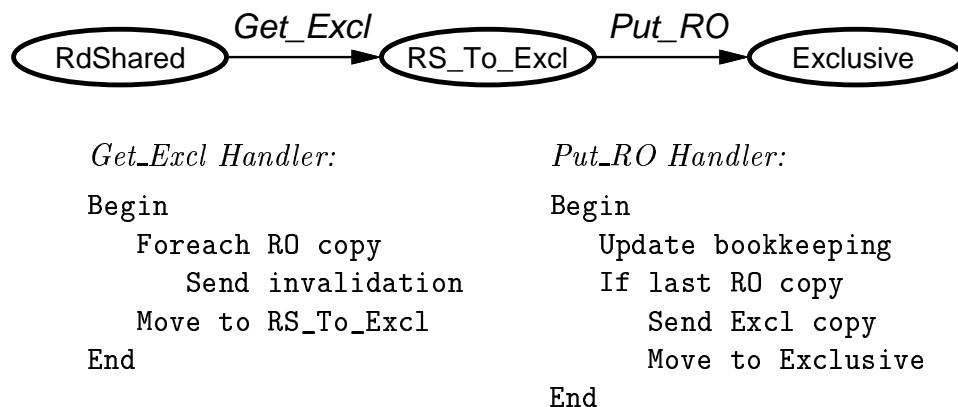 Get_Excl
Put_RO
RdShared
RS_To_Excl
Exclusive
Get_Excl Handler:
Begin
Foreach RO copy
Send invalidation
Move to RS_To_Excl
End
Put_RO Handler:
Begin
Update bookkeeping
If last RO copy
Send Excl copy
Move to Exclusive
End